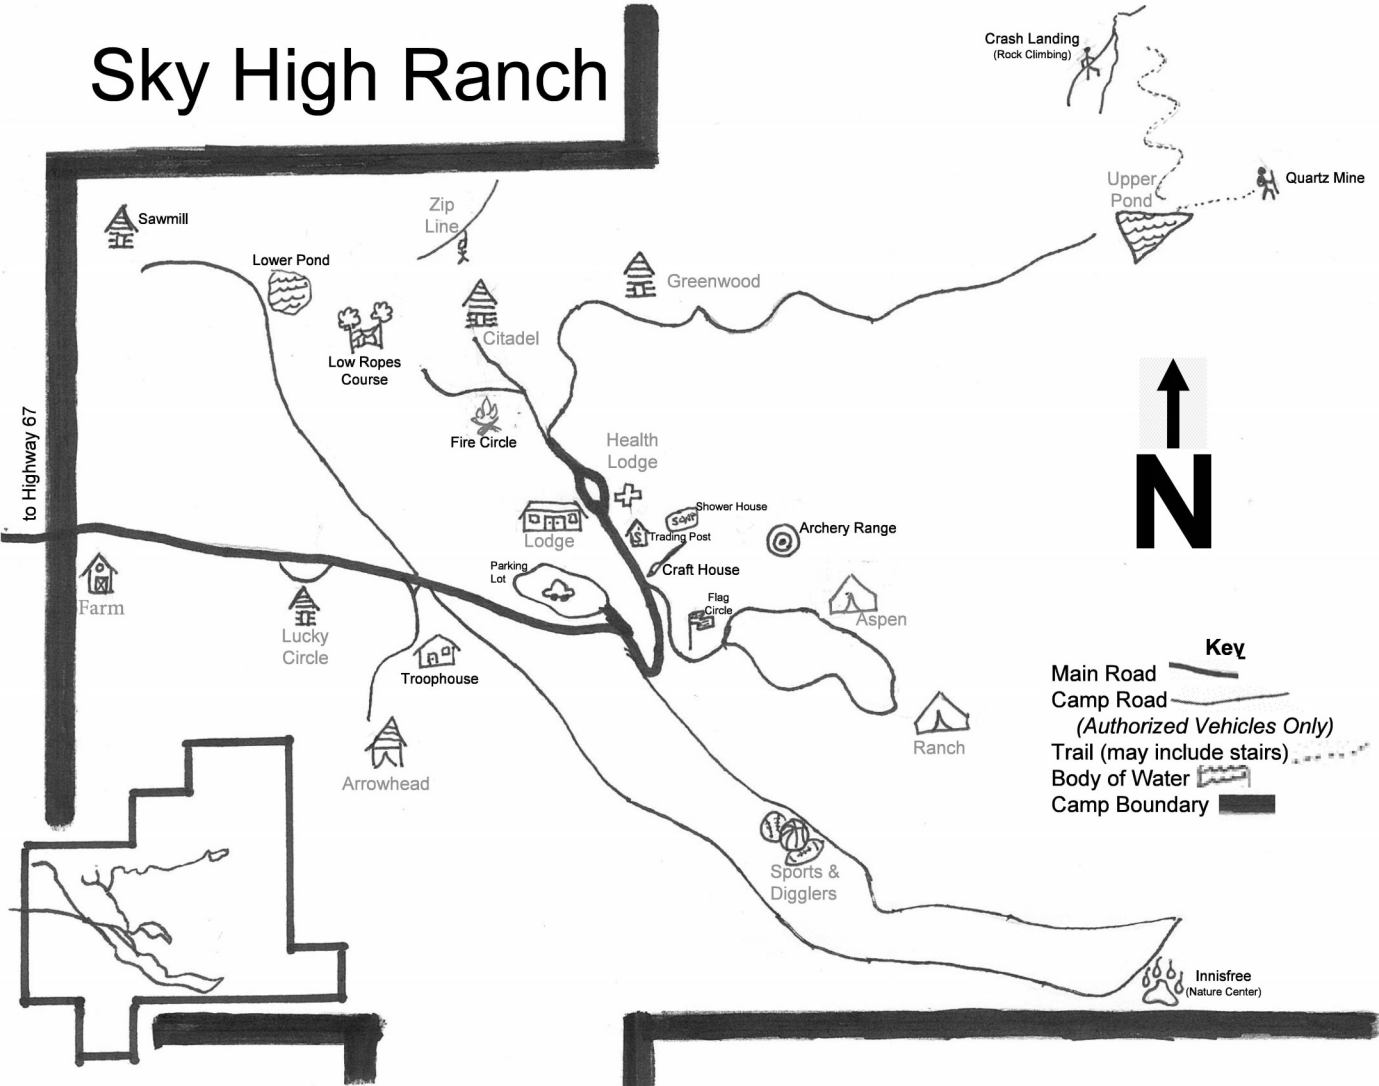 Sky High Ranch
Crash Landing
(Rock Climbing)
Upper
Pond
Quartz Mine
Zip
Line
Sawmill
Lower Pond
Greenwood
Citadel
Low Ropes
Course
to Highway 67
Fire Circle
Health
Lodge
N
Shower House
SOAP
$
Trading Post
Lodge
Archery Range
Craft House
Parking
Lot
Farm
Flag
Circle
Aspen
Lucky
Circle
Troophouse
Ranch
Arrowhead
Key
Main Road
Camp Road
(Authorized Vehicles Only)
Trail (may include stairs)
Body of Water
Camp Boundary
Sports &
Digglers
Innisfree
(Nature Center)